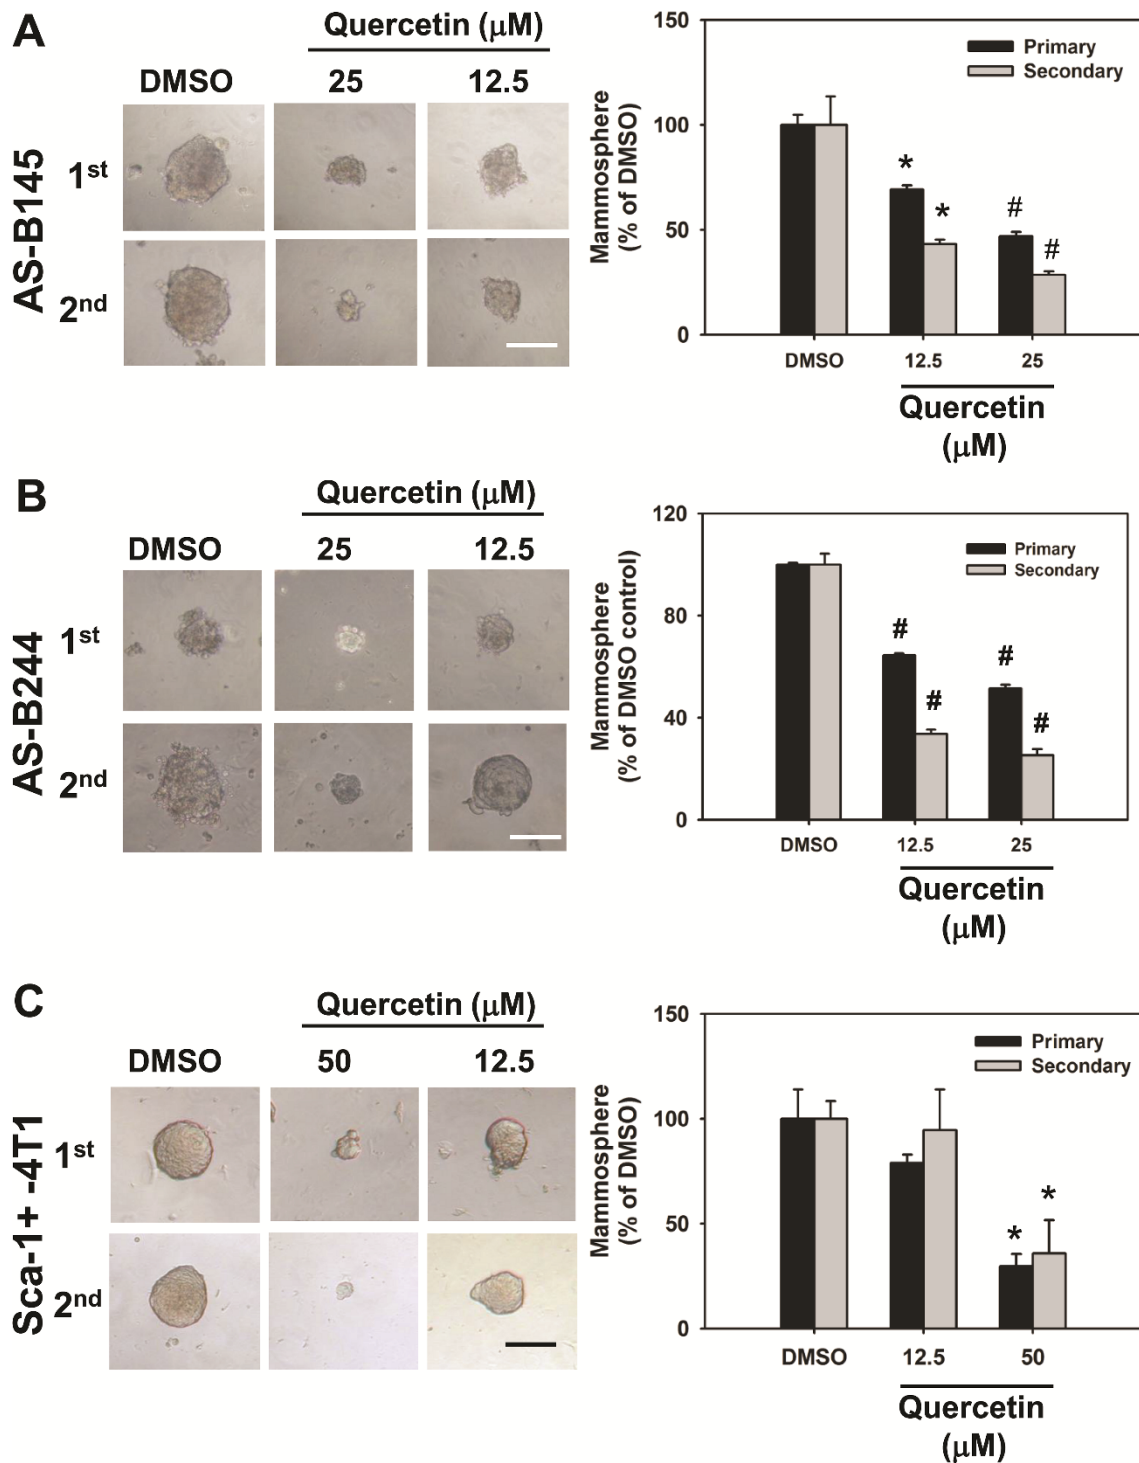 A
Quercetin (μM)
DMSO
25
12.5
AS-B145
1st
2nd
150
100
50
0
Mammosphere
(% of DMSO)
Primary
Secondary
*
*
#
#
DMSO
12.5
25
Quercetin
(μM)
B
Quercetin (μM)
DMSO
25
12.5
AS-B244
1st
2nd
120
80
40
0
Mammosphere
(% of DMSO control)
Primary
Secondary
#
#
#
#
DMSO
12.5
25
Quercetin
(μM)
C
Quercetin (μM)
DMSO
50
12.5
Sca-1+ -4T1
1st
2nd
150
100
50
0
Mammosphere
(% of DMSO)
Primary
Secondary
*
*
DMSO
12.5
50
Quercetin
(μM)